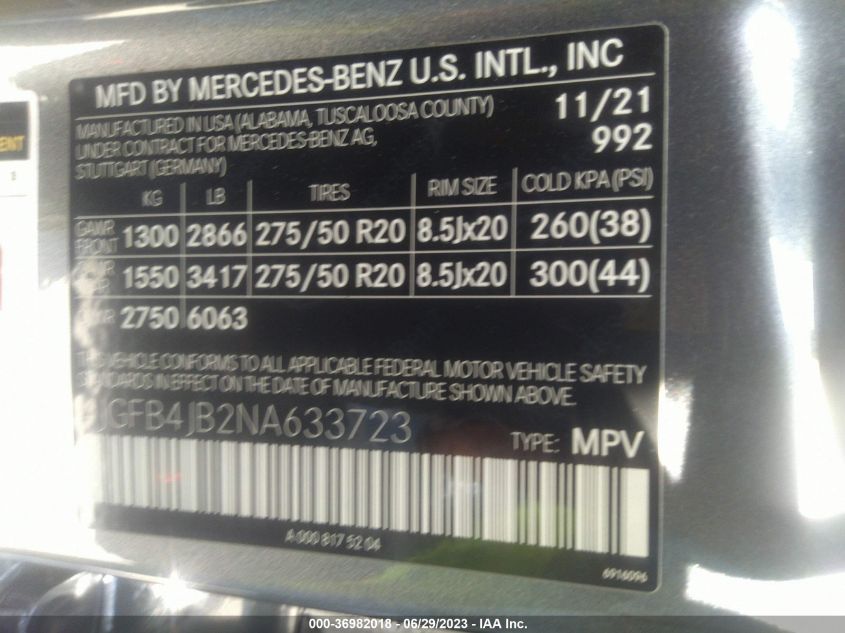 MFD BY MERCEDES-BENZ U.S. INTL., INC
MANUFACTURED IN USA (ALABAMA, TUSCALOOSA COUNTY) 11/21
UNDER CONTRACT FOR MERCEDES-BENZ AG, 992
STUTTGART (GERMANY)
KG LB TIRES RIM SIZE COLD KPA (PSI)
GAWR FRONT 1300 2866 275/50 R20 8.5Jx20 260(38)
1550 3417 275/50 R20 8.5Jx20 300(44)
2750 6063
THIS VEHICLE CONFORMS TO ALL APPLICABLE FEDERAL MOTOR VEHICLE SAFETY
STANDARDS IN EFFECT ON THE DATE OF MANUFACTURE SHOWN ABOVE.
JGFB4JB2NA633723 TYPE: MPV
A 000 817 52 04
6916096
000-36982018 - 06/29/2023 - IAA Inc.